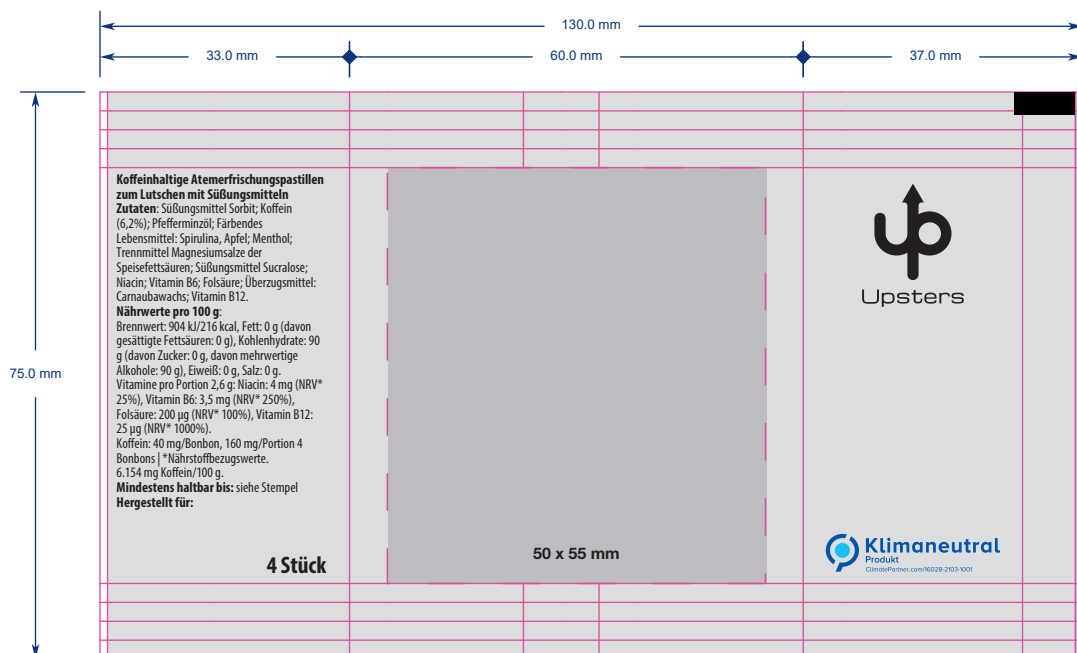 130.0 mm
33.0 mm
60.0 mm
37.0 mm
75.0 mm
Koffeinhaltige Atemerfrischungspastillen
zum Lutschen mit Süßungsmitteln
Zutaten: Süßungsmittel Sorbit; Koffein
(6,2%); Pfefferminzöl; Färbendes
Lebensmittel: Spirulina, Apfel; Menthol;
Trennmittel Magnesiumsalze der
Speisefettsäuren; Süßungsmittel Sucralose;
Niacin; Vitamin B6; Folsäure; Überzugsmittel:
Carnaubawachs; Vitamin B12.
Nährwerte pro 100 g:
Brennwert: 904 kJ/216 kcal, Fett: 0 g (davon
gesättigte Fettsäuren: 0 g), Kohlenhydrate: 90
g (davon Zucker: 0 g, davon mehrwertige
Alkohole: 90 g), Eiweiß: 0 g, Salz: 0 g.
Vitamine pro Portion 2,6 g: Niacin: 4 mg (NRV*
25%), Vitamin B6: 3,5 mg (NRV* 250%),
Folsäure: 200 µg (NRV* 100%), Vitamin B12:
25 µg (NRV* 1000%).
Koffein: 40 mg/Bonbon, 160 mg/Portion 4
Bonbons | *Nährstoffbezugswerte.
6.154 mg Koffein/100 g.
Mindestens haltbar bis: siehe Stempel
Hergestellt für:
4 Stück
50 x 55 mm
up
Upsters
Klimaneutral
Produkt
ClimatePartner.com/16028-2103-1001